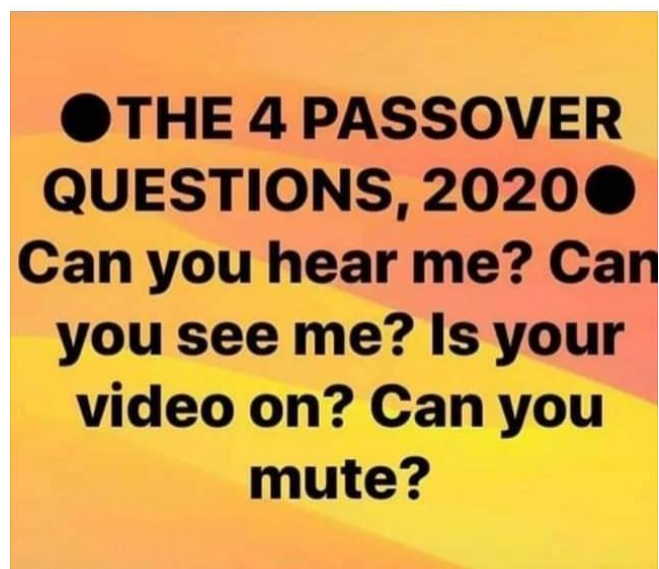 ●THE 4 PASSOVER
QUESTIONS, 2020●
Can you hear me? Can
you see me? Is your
video on? Can you
mute?